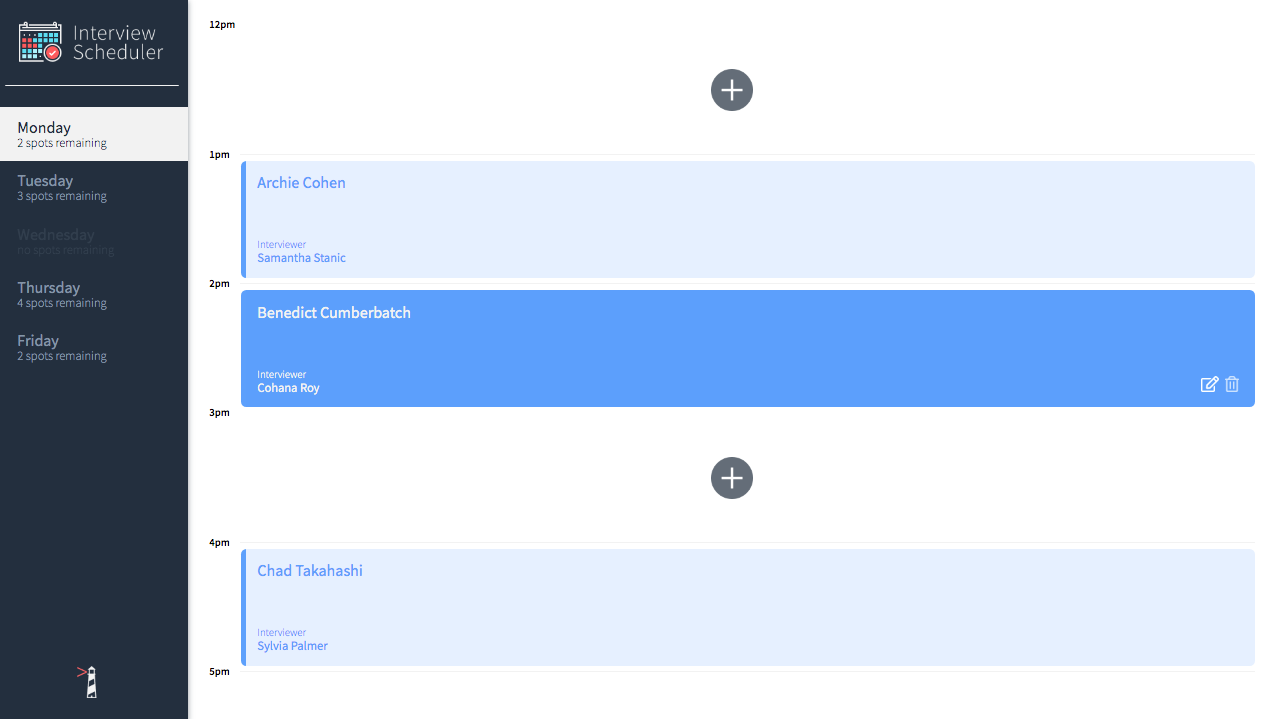 Interview
Scheduler
Monday
2 spots remaining
Tuesday
3 spots remaining
Wednesday
no spots remaining
Thursday
4 spots remaining
Friday
2 spots remaining
12pm
1pm
Archie Cohen
Interviewer
Samantha Stanic
2pm
Benedict Cumberbatch
Interviewer
Cohana Roy
3pm
4pm
Chad Takahashi
Interviewer
Sylvia Palmer
5pm